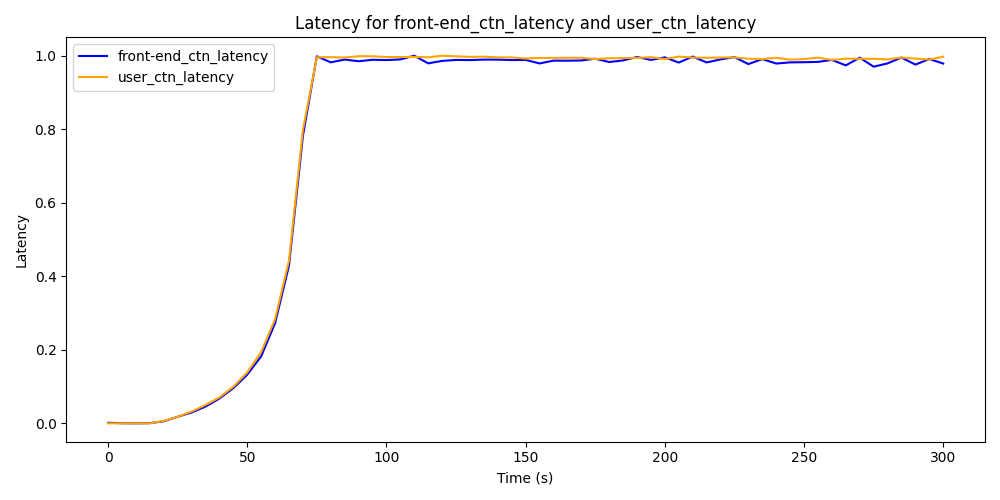 Latency for front-end_ctn_latency and user_ctn_latency
front-end_ctn_latency
user_ctn_latency
1.0
0.8
0.6
0.4
0.2
0.0
Latency
0 50 100 150 200 250 300
Time (s)